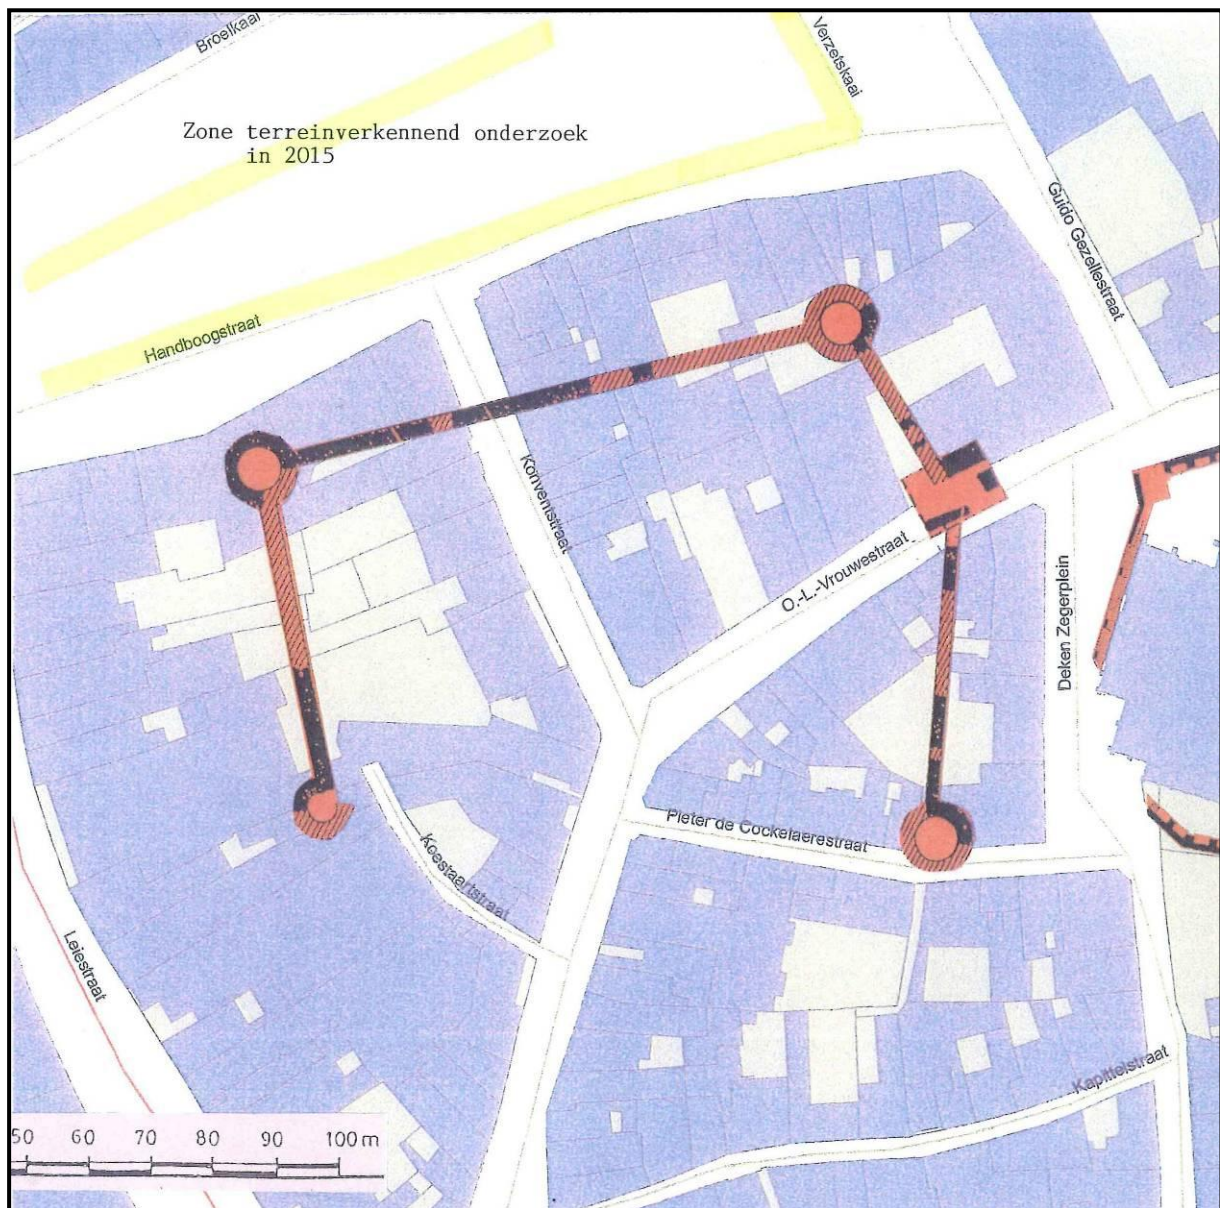 Broelkaai
Verzetskaai
Zone terreinverkennend onderzoek
in 2015
Guido Gezellestraat
Handboogstraat
Konventstraat
O.-L.-Vrouwestraat
Deken Zegerplein
Pieter de Cockelaerestraat
Koestaartstraat
Leiestraat
Kapittelstraat
50 60 70 80 90 100 m